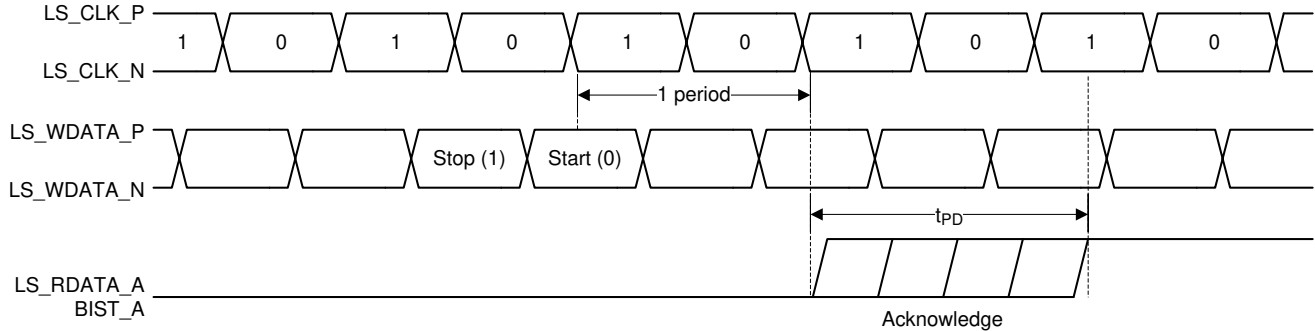 LS_CLK_P
1 0 1 0 1 0 1 0 1 0
LS_CLK_N
1 period
LS_WDATA_P
Stop (1) Start (0)
LS_WDATA_N
tPD
LS_RDATA_A
BIST_A
Acknowledge